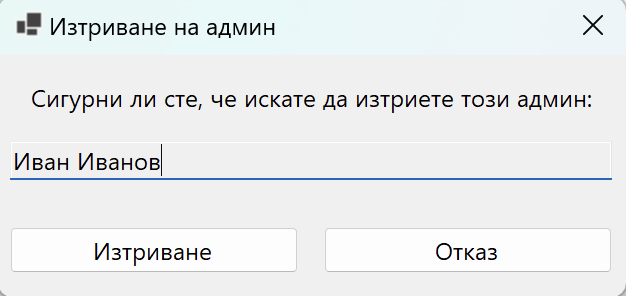 Изтриване на админ
Сигурни ли сте, че искате да изтриете този админ:
Иван Иванов
Изтриване
Отказ